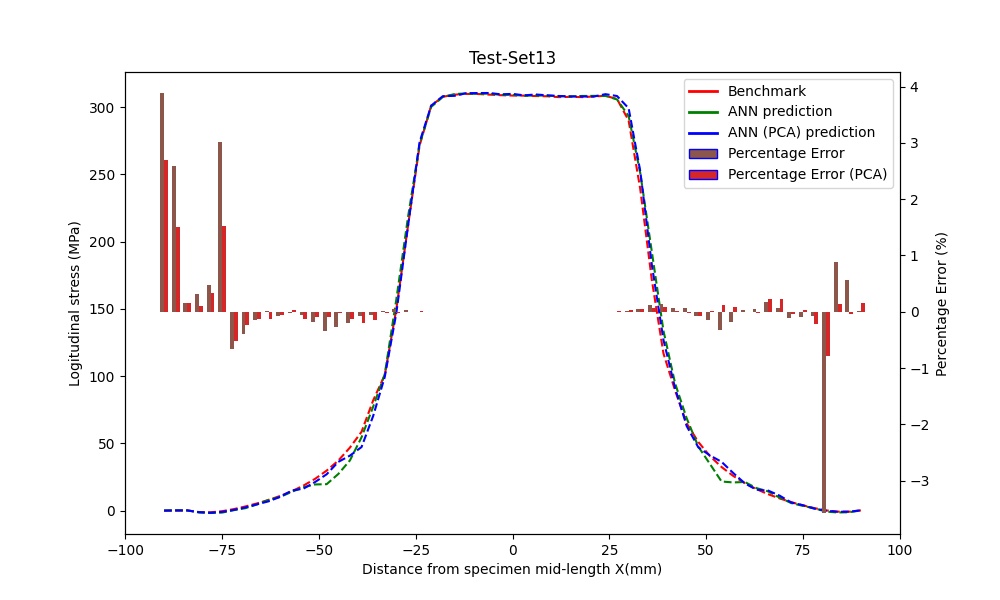 Test-Set13
Benchmark
ANN prediction
ANN (PCA) prediction
Percentage Error
Percentage Error (PCA)
Logitudinal stress (MPa)
300
250
200
150
100
50
0
4
3
2
1
0
−1
−2
−3
Percentage Error (%)
−100 −75 −50 −25 0 25 50 75 100
Distance from specimen mid-length X(mm)